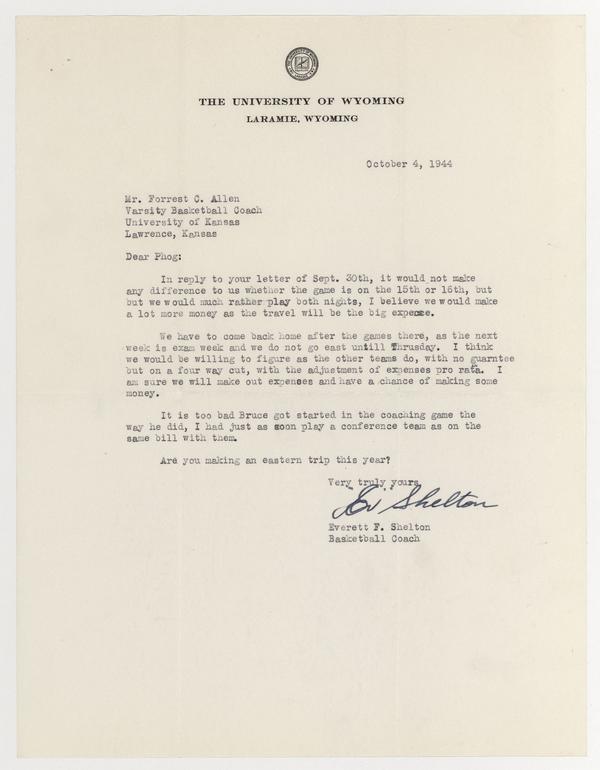 THE UNIVERSITY OF WYOMING
LARAMIE, WYOMING
October 4, 1944
Mr. Forrest C. Allen
Varsity Basketball Coach
University of Kansas
Lawrence, Kansas
Dear Phog:
In reply to your letter of Sept. 30th, it would not make
any difference to us whether the game is on the 15th or 16th, but
but we would much rather play both nights, I believe we would make
a lot more money as the travel will be the big expense.
We have to come back home after the games there, as the next
week is exam week and we do not go east untill Thrusday. I think
we would be willing to figure as the other teams do, with no guarntee
but on a four way cut, with the adjustment of expenses pro rata. I
am sure we will make out expenses and have a chance of making some
money.
It is too bad Bruce got started in the coaching game the
way he did, I had just as soon play a conference team as on the
same bill with them.
Are you making an eastern trip this year?
Very truly yours
"Ev" Shelton
Everett F. Shelton
Basketball Coach